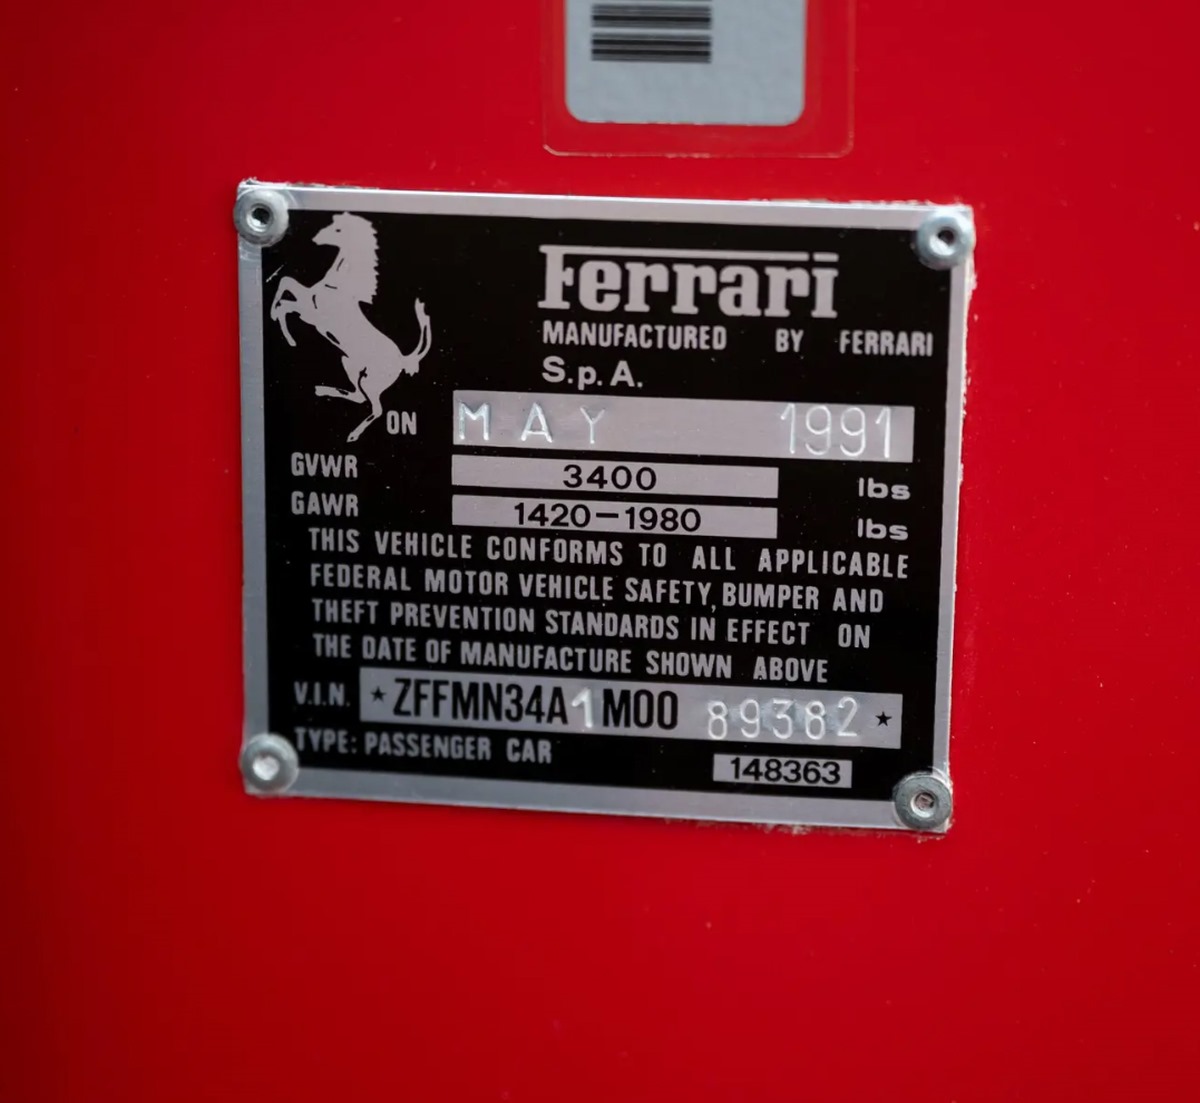 Ferrari
MANUFACTURED BY FERRARI
S.p.A.
ON MAY 1991
GVWR 3400 lbs
GAWR 1420-1980 lbs
THIS VEHICLE CONFORMS TO ALL APPLICABLE
FEDERAL MOTOR VEHICLE SAFETY, BUMPER AND
THEFT PREVENTION STANDARDS IN EFFECT ON
THE DATE OF MANUFACTURE SHOWN ABOVE
V.I.N. ★ZFFMN34A1M0089382★
TYPE: PASSENGER CAR 148363